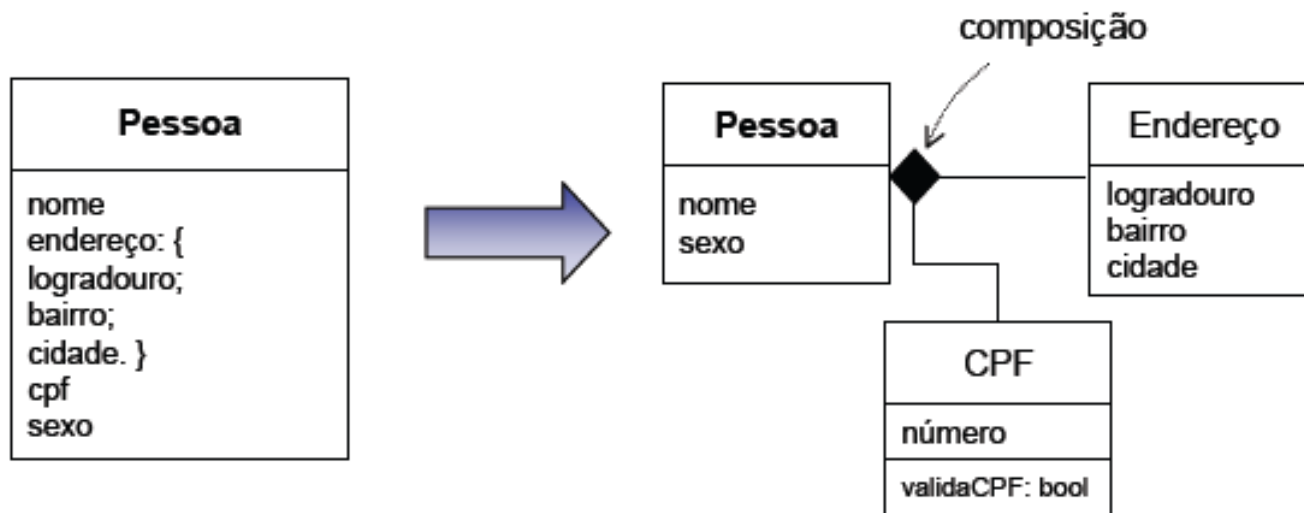 Pessoa
nome
endereço: {
logradouro;
bairro;
cidade. }
cpf
sexo
composição
Pessoa
nome
sexo
Endereço
logradouro
bairro
cidade
CPF
número
validaCPF: bool